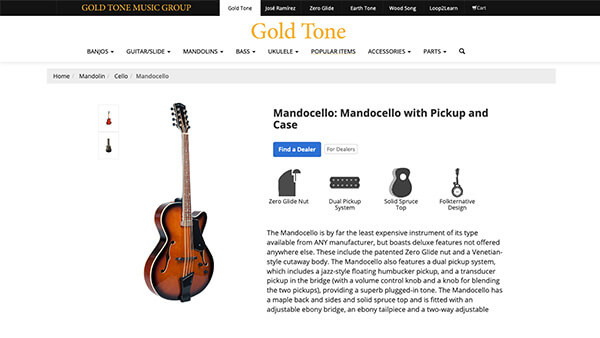 GOLD TONE MUSIC GROUP
Gold Tone José Ramírez Zero Glide Earth Tone Wood Song Loop2Learn Cart
Gold Tone
BANJOS GUITAR/SLIDE MANDOLINS BASS UKULELE POPULAR ITEMS ACCESSORIES PARTS
Home / Mandolin / Cello / Mandocello
Mandocello: Mandocello with Pickup and
Case
Find a Dealer For Dealers
Zero Glide Nut
Dual Pickup
System
Solid Spruce
Top
Folkternative
Design
The Mandocello is by far the least expensive instrument of its type
available from ANY manufacturer, but boasts deluxe features not offered
anywhere else. These include the patented Zero Glide nut and a Venetian-
style cutaway body. The Mandocello also features a dual pickup system,
which includes a jazz-style floating humbucker pickup, and a transducer
pickup in the bridge (with a volume control knob and a knob for blending
the two pickups), providing a superb plugged-in tone. The Mandocello has
a maple back and sides and solid spruce top and is fitted with an
adjustable ebony bridge, an ebony tailpiece and a two-way adjustable